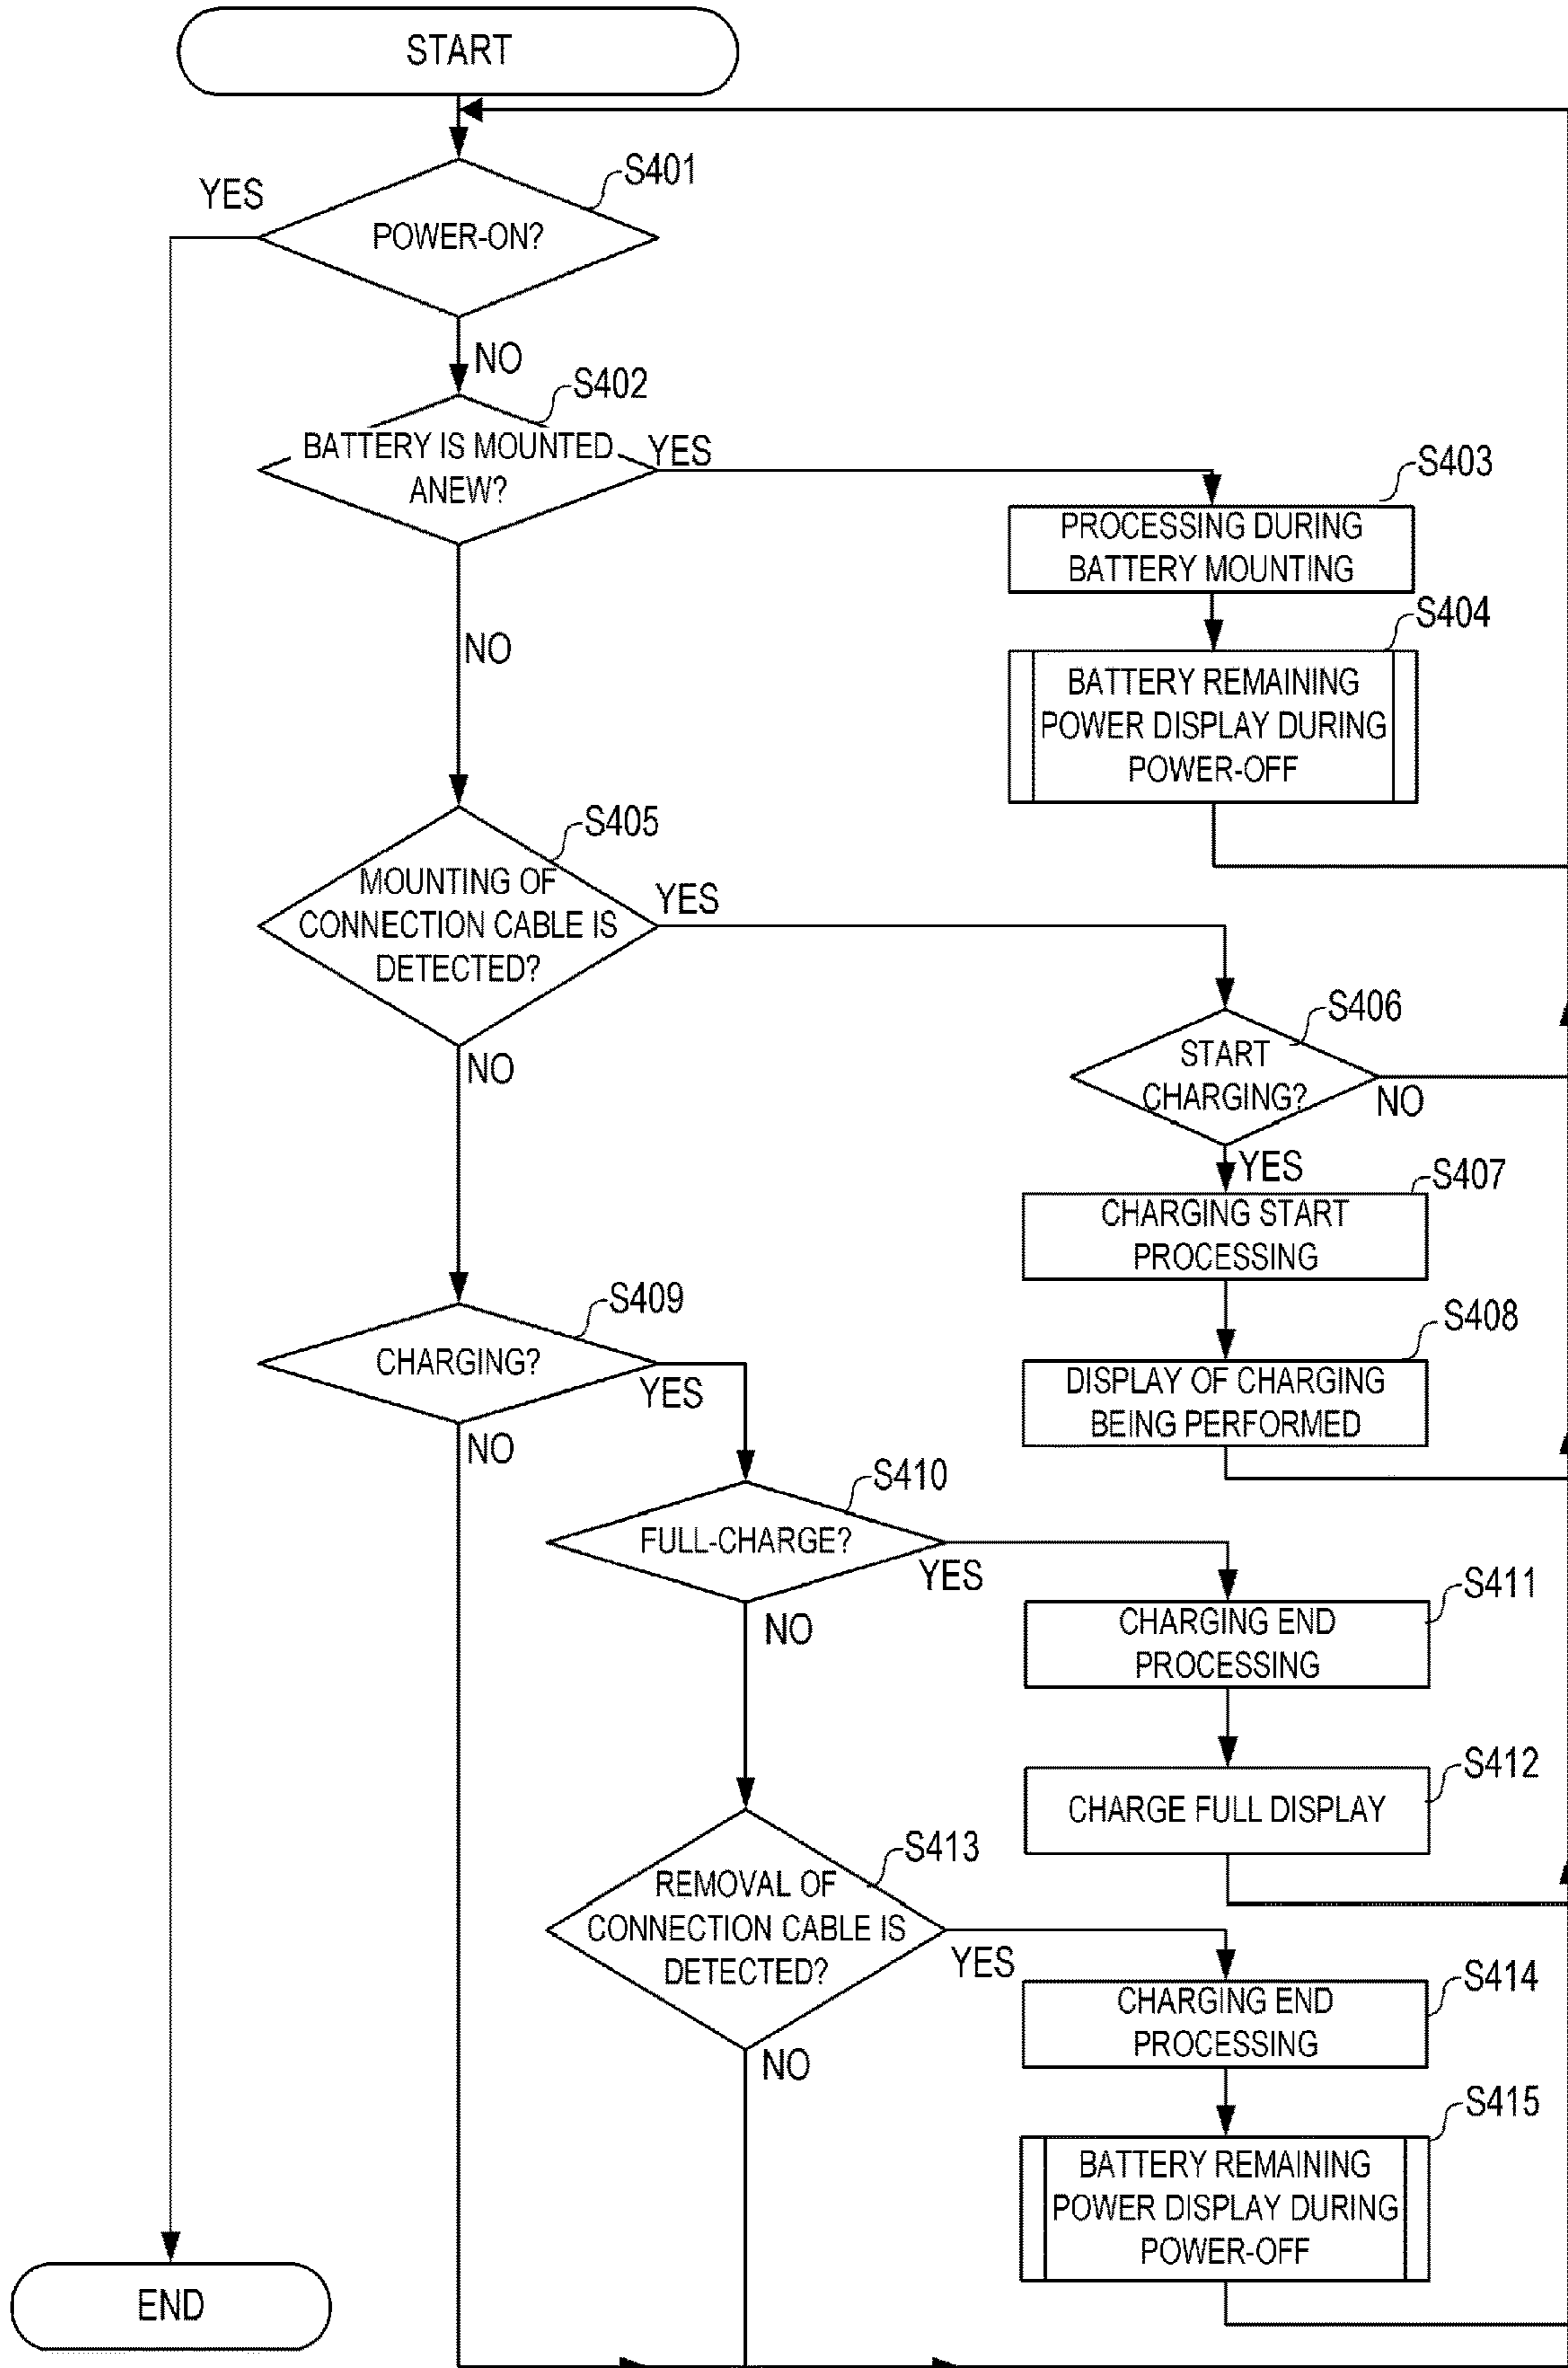 START
S401
YES
POWER-ON?
NO
S402
BATTERY IS MOUNTED
ANEW?
YES
S403
PROCESSING DURING
BATTERY MOUNTING
NO
S404
BATTERY REMAINING
POWER DISPLAY DURING
POWER-OFF
S405
MOUNTING OF
CONNECTION CABLE IS
DETECTED?
YES
NO
S406
START
CHARGING?
NO
YES
S407
CHARGING START
PROCESSING
S408
DISPLAY OF CHARGING
BEING PERFORMED
S409
CHARGING?
YES
NO
S410
FULL-CHARGE?
YES
NO
S411
CHARGING END
PROCESSING
S412
CHARGE FULL DISPLAY
S413
REMOVAL OF
CONNECTION CABLE IS
DETECTED?
YES
NO
S414
CHARGING END
PROCESSING
S415
BATTERY REMAINING
POWER DISPLAY DURING
POWER-OFF
END